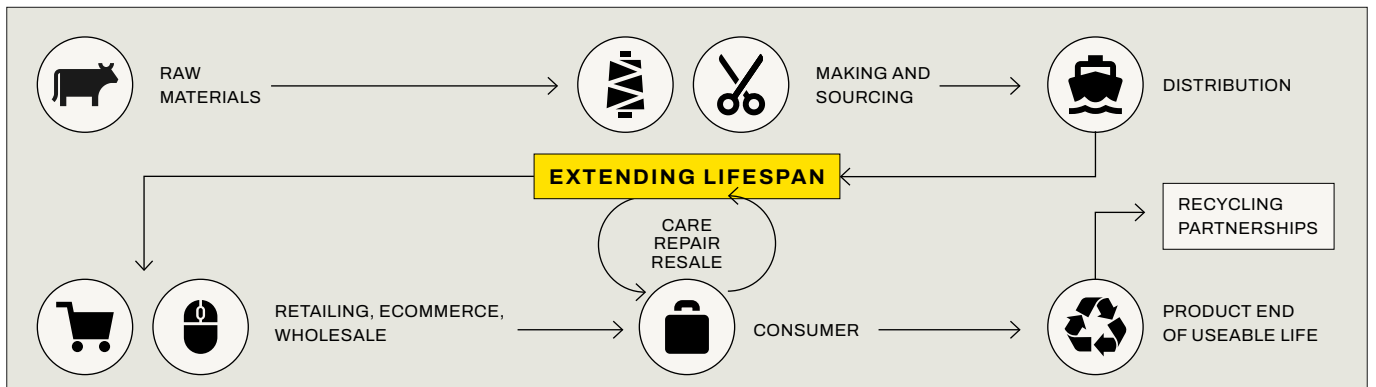 RAW
MATERIALS
MAKING AND
SOURCING
DISTRIBUTION
EXTENDING LIFESPAN
RECYCLING
PARTNERSHIPS
CARE
REPAIR
RESALE
RETAILING, ECOMMERCE,
WHOLESALE
CONSUMER
PRODUCT END
OF USEABLE LIFE